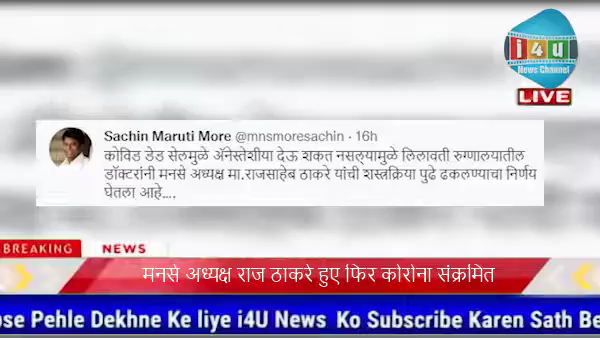 i4U
News Channel
LIVE
Sachin Maruti More @mnsmoresachin · 16h
कोविड डेड सेलमुळे ॲनेस्तेशीया देऊ शकत नसल्यामुळे लिलावती रुग्णालयातील
डॉक्टरांनी मनसे अध्यक्ष मा.राजसाहेब ठाकरे यांची शस्त्रक्रिया पुढे ढकलण्याचा निर्णय
घेतला आहे....
BREAKING NEWS
मनसे अध्यक्ष राज ठाकरे हुए फिर कोरोना संक्रमित
Pehle Dekhne Ke liye i4U News Ko Subscribe Karen Sath Be